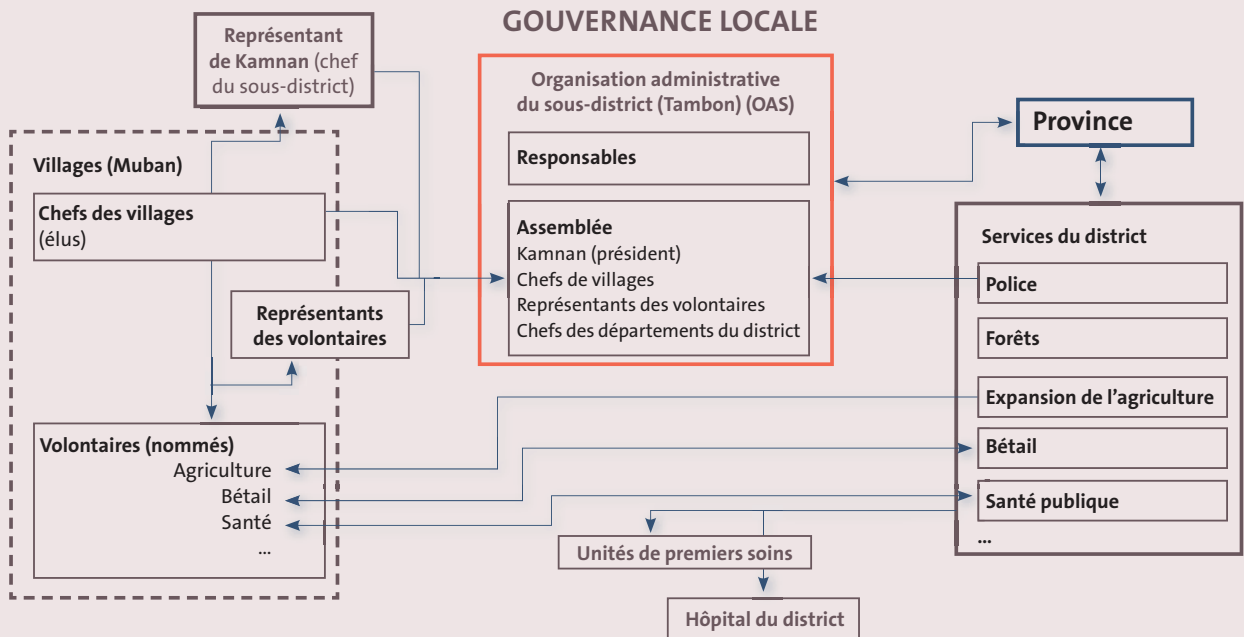 GOUVERNANCE LOCALE
Représentant
de Kamnan (chef
du sous-district)
Villages (Muban)
Chefs des villages
(élus)
Représentants
des volontaires
Volontaires (nommés)
Agriculture
Bétail
Santé
...
Organisation administrative
du sous-district (Tambon) (OAS)
Responsables
Assemblée
Kamnan (président)
Chefs de villages
Représentants des volontaires
Chefs des départements du district
Unités de premiers soins
Hôpital du district
Province
Services du district
Police
Forêts
Expansion de l’agriculture
Bétail
Santé publique
...